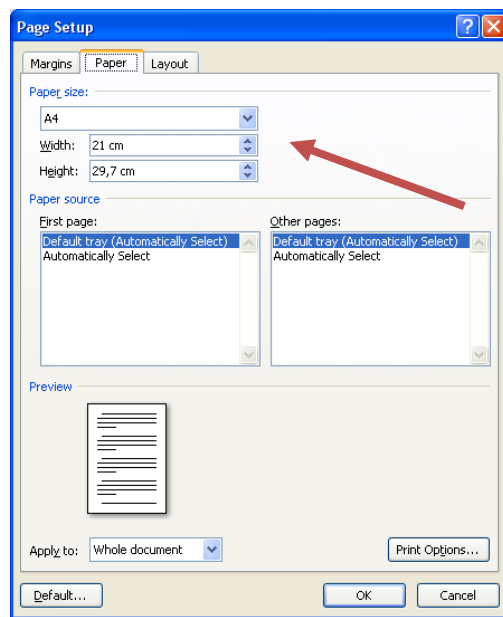 Page Setup
Margins Paper Layout
Paper size:
A4
Width: 21 cm
Height: 29,7 cm
Paper source
First page: Other pages:
Default tray (Automatically Select) Default tray (Automatically Select)
Automatically Select Automatically Select
Preview
Apply to: Whole document Print Options...
Default... OK Cancel